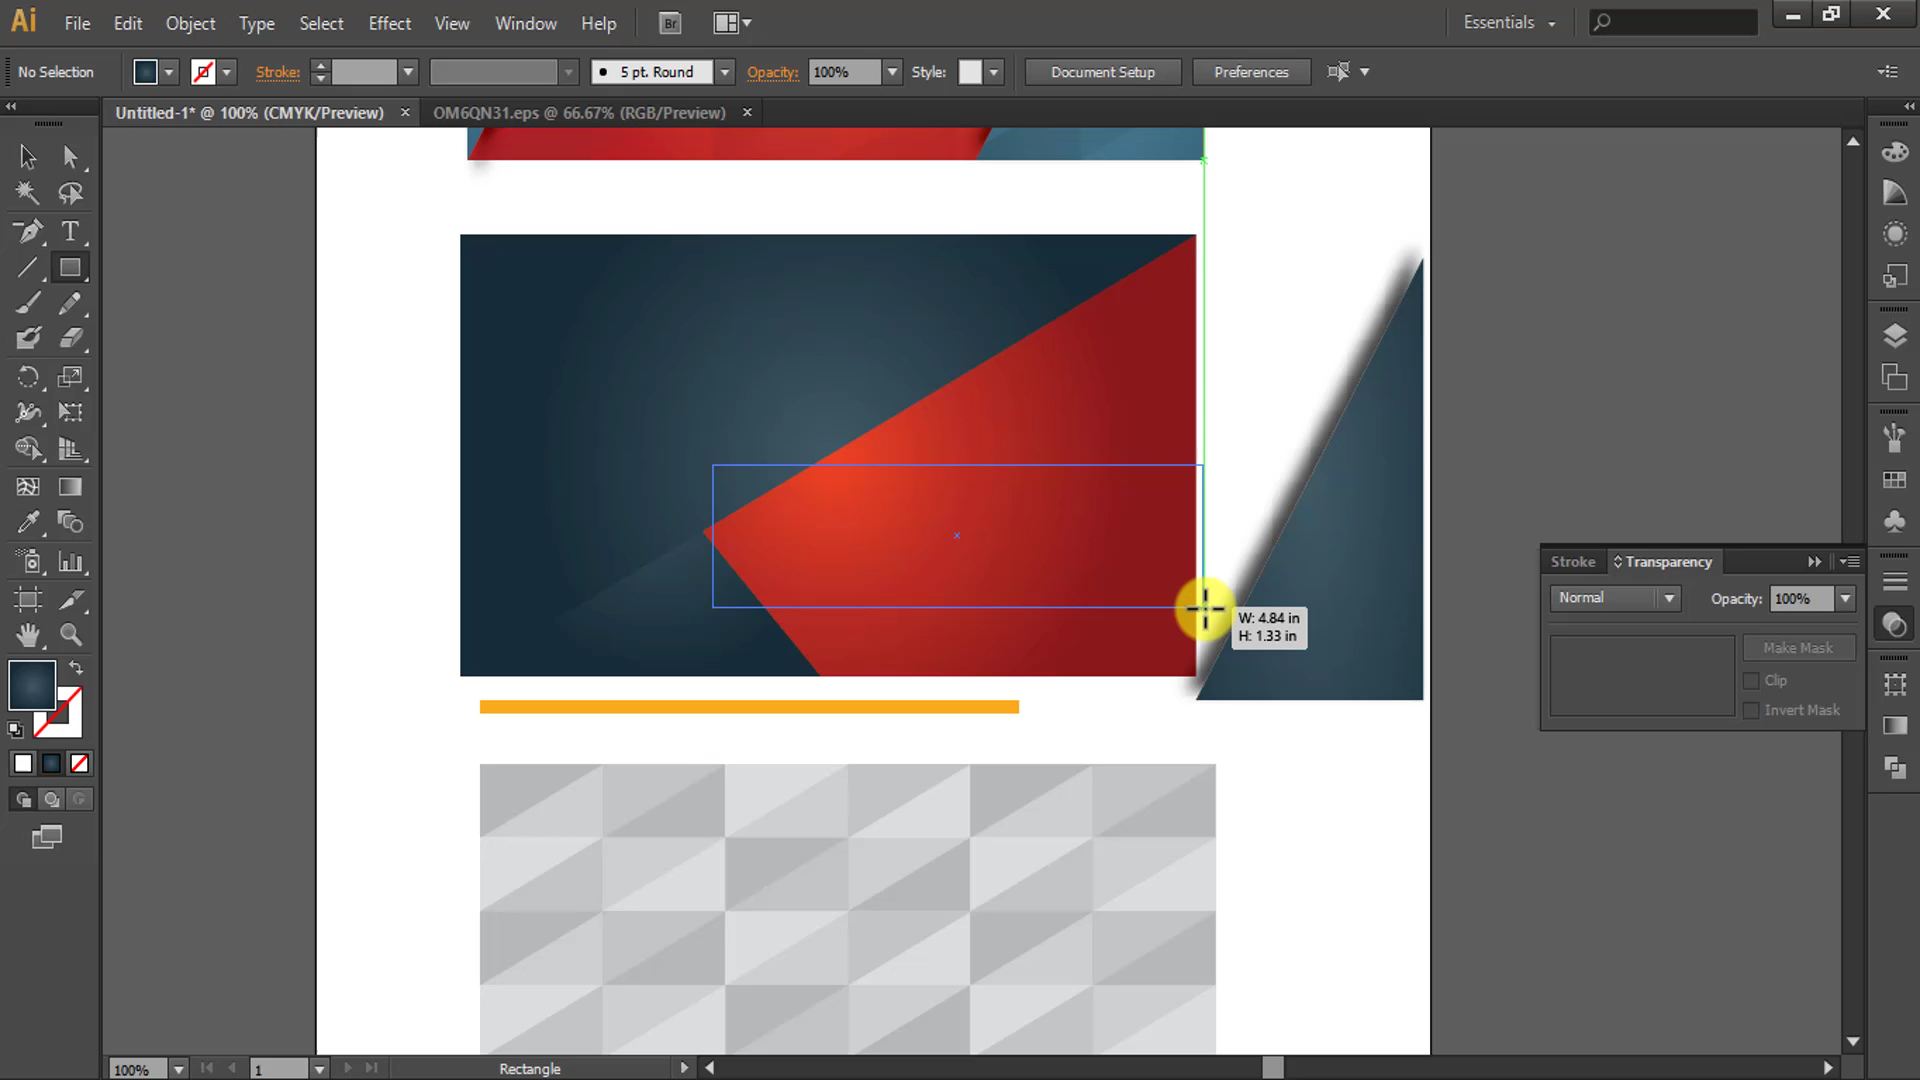 Ai File Edit Object Type Select Effect View Window Help Br Essentials
No Selection Stroke: 5 pt. Round Opacity: 100% Style: Document Setup Preferences
Untitled-1* @ 100% (CMYK/Preview) × OM6QN31.eps @ 66.67% (RGB/Preview) ×
T
W: 4.84 in
H: 1.33 in
Stroke Transparency
Normal Opacity: 100%
Make Mask
Clip
Invert Mask
100% 1 Rectangle